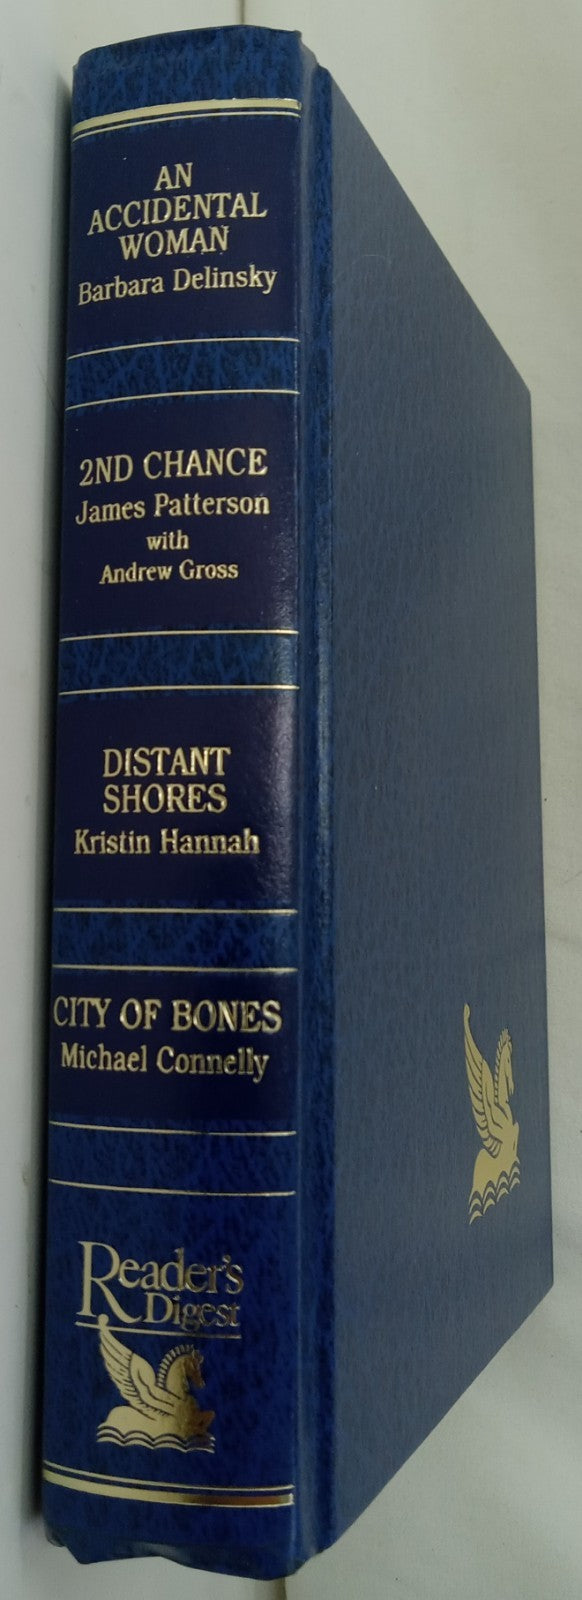 AN
ACCIDENTAL
WOMAN
Barbara Delinsky
2ND CHANCE
James Patterson
with
Andrew Gross
DISTANT
SHORES
Kristin Hannah
CITY OF BONES
Michael Connelly
Reader's
Digest